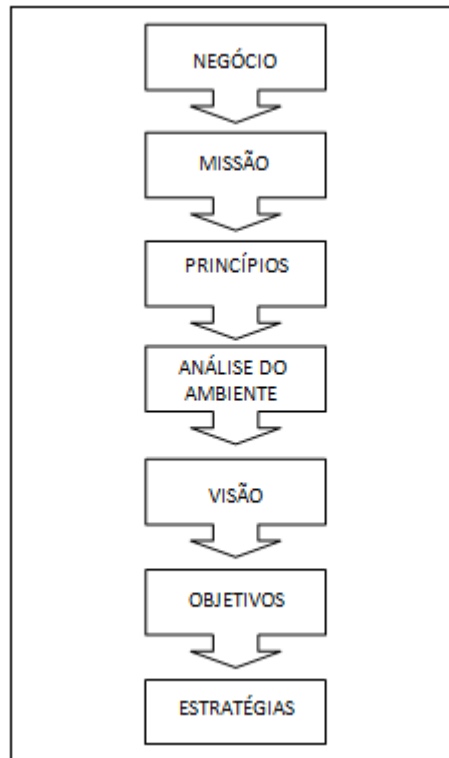 NEGÓCIO
MISSÃO
PRINCÍPIOS
ANÁLISE DO
AMBIENTE
VISÃO
OBJETIVOS
ESTRATÉGIAS